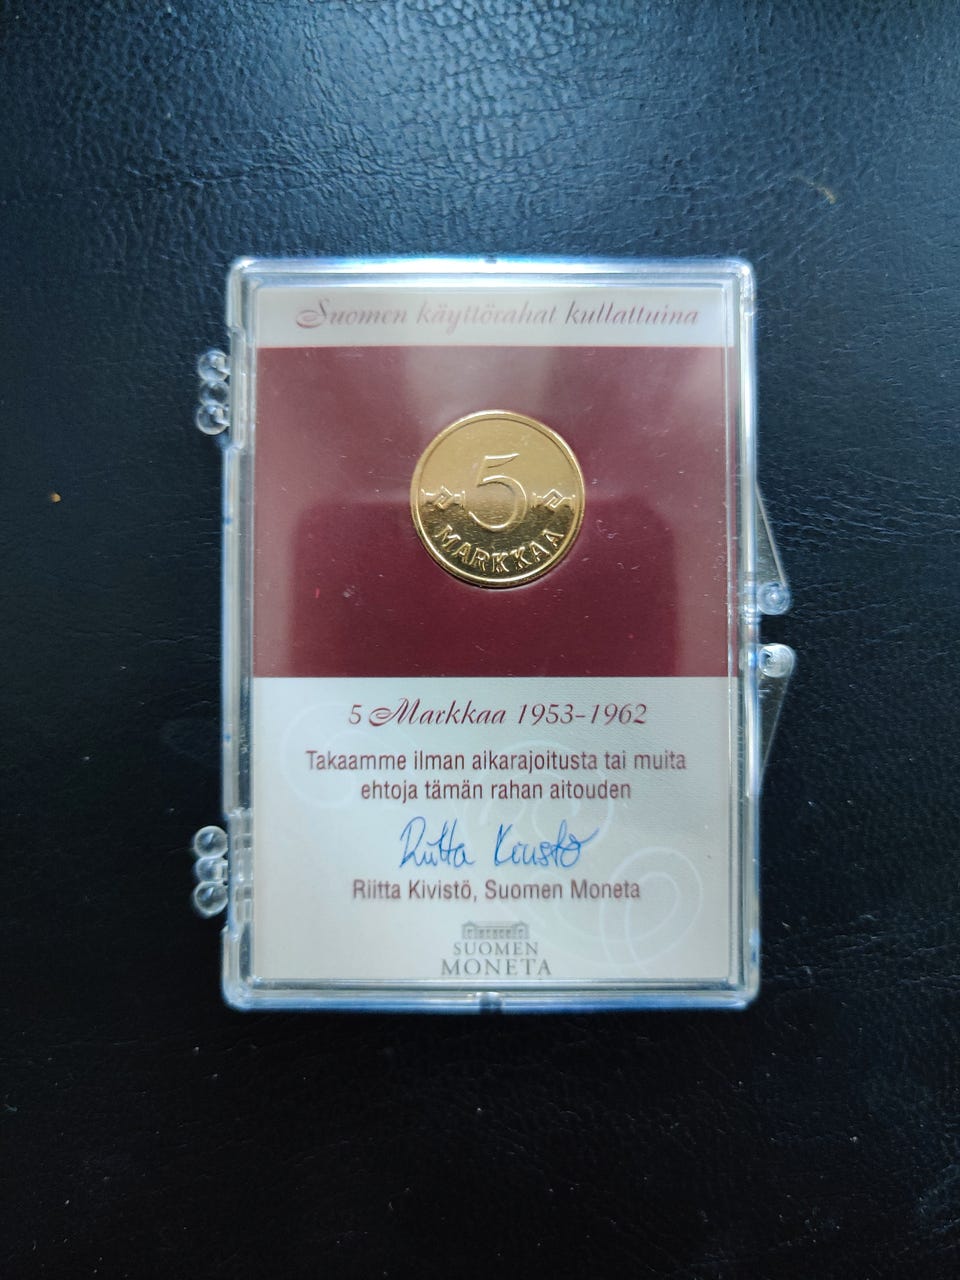 Suomen käyttörahat kullattuina
5
MARKKAA
5 Markkaa 1953-1962
Takaamme ilman aikarajoitusta tai muita
ehtoja tämän rahan aitouden
Riitta Kivistö
Riitta Kivistö, Suomen Moneta
SUOMEN
MONETA